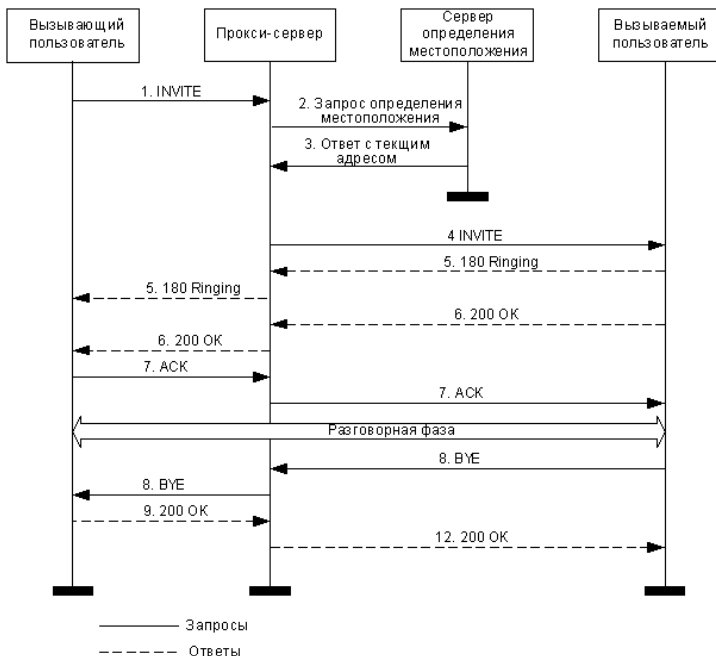 Вызывающий
пользователь
Прокси-сервер
Сервер
определения
местоположения
Вызываемый
пользователь
1. INVITE
2. Запрос определения
местоположения
3. Ответ с текщим
адресом
4 INVITE
5. 180 Ringing
5. 180 Ringing
6. 200 OK
6. 200 OK
7. ACK
7. ACK
Разговорная фаза
8. BYE
8. BYE
9. 200 OK
12. 200 OK
Запросы
Ответы